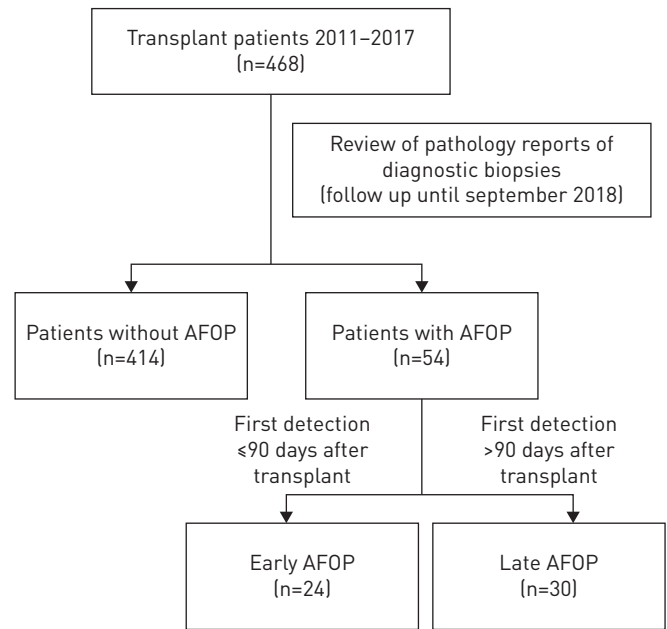 Transplant patients 2011–2017
(n=468)
Review of pathology reports of
diagnostic biopsies
(follow up until september 2018)
Patients without AFOP
(n=414)
Patients with AFOP
(n=54)
First detection
≤90 days after
transplant
First detection
>90 days after
transplant
Early AFOP
(n=24)
Late AFOP
(n=30)